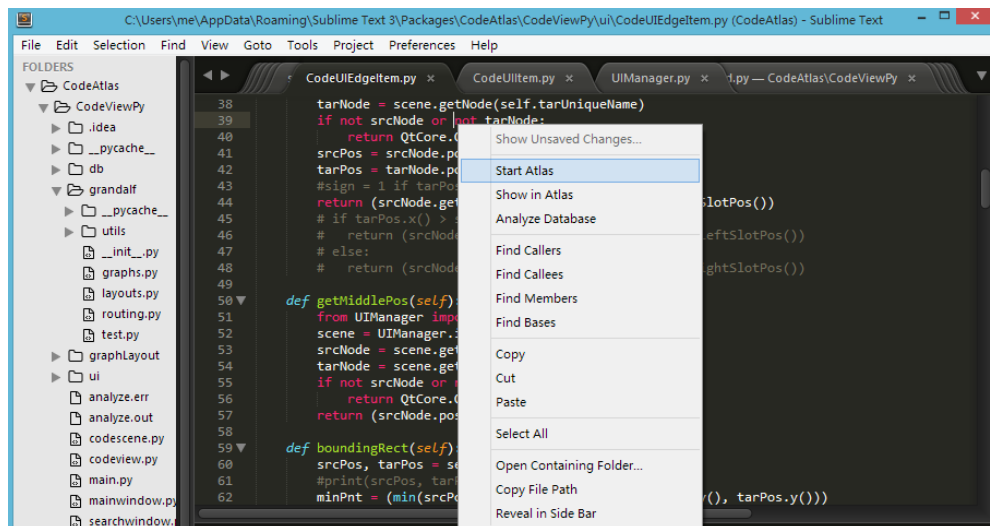 C:\Users\me\AppData\Roaming\Sublime Text 3\Packages\CodeAtlas\CodeViewPy\ui\CodeUIEdgeItem.py (CodeAtlas) - Sublime Text
File Edit Selection Find View Goto Tools Project Preferences Help
FOLDERS
CodeAtlas
CodeViewPy
.idea
__pycache__
db
grandalf
__pycache__
utils
__init__.py
graphs.py
layouts.py
routing.py
test.py
graphLayout
ui
analyze.err
analyze.out
codescene.py
codeview.py
main.py
mainwindow.py
searchwindow.
CodeUIEdgeItem.py × CodeUIItem.py × UIManager.py × d.py — CodeAtlas\CodeViewPy ×
38 tarNode = scene.getNode(self.tarUniqueName)
39 if not srcNode or not tarNode:
40 return QtCore.
41 srcPos = srcNode.po
42 tarPos = tarNode.po
43 #sign = 1 if tarPos
44 return (srcNode.get SlotPos())
45 # if tarPos.x() >
46 # return (srcNode eftSlotPos())
47 # else:
48 # return (srcNode ghtSlotPos())
49
50 def getMiddlePos(self):
51 from UIManager impo
52 scene = UIManager.i
53 srcNode = scene.get
54 tarNode = scene.get
55 if not srcNode or
56 return QtCore.
57 return (srcNode.pos
58
59 def boundingRect(self):
60 srcPos, tarPos = se
61 #print(srcPos, tar
62 minPnt = (min(srcPo y(), tarPos.y()))
Show Unsaved Changes...
Start Atlas
Show in Atlas
Analyze Database
Find Callers
Find Callees
Find Members
Find Bases
Copy
Cut
Paste
Select All
Open Containing Folder...
Copy File Path
Reveal in Side Bar